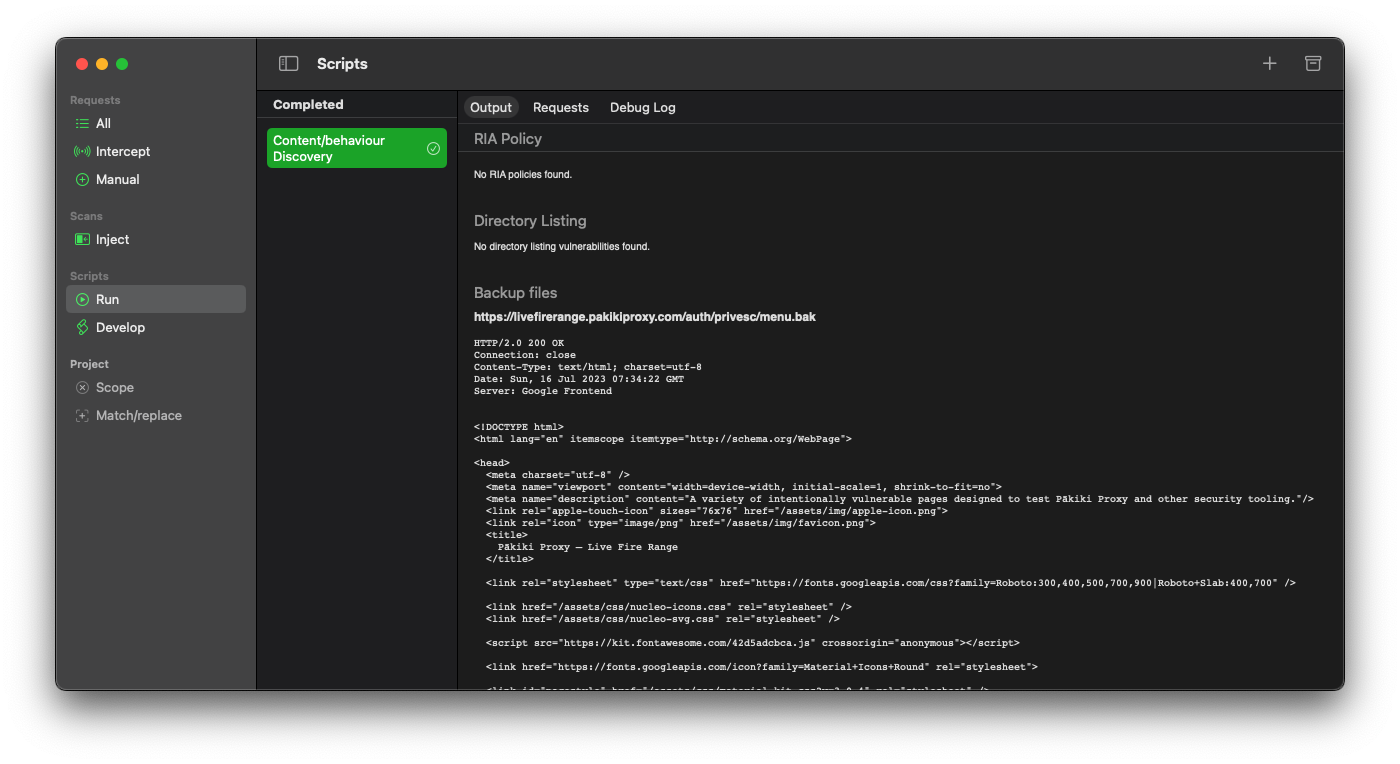 Scripts
Requests
All
Intercept
Manual
Scans
Inject
Scripts
Run
Develop
Project
Scope
Match/replace
Completed
Content/behaviour
Discovery
Output Requests Debug Log
RIA Policy
No RIA policies found.
Directory Listing
No directory listing vulnerabilities found.
Backup files
https://livefirerange.pakikiproxy.com/auth/privesc/menu.bak
HTTP/2.0 200 OK
Connection: close
Content-Type: text/html; charset=utf-8
Date: Sun, 16 Jul 2023 07:34:22 GMT
Server: Google Frontend
<!DOCTYPE html>
<html lang="en" itemscope itemtype="http://schema.org/WebPage">
<head>
<meta charset="utf-8" />
<meta name="viewport" content="width=device-width, initial-scale=1, shrink-to-fit=no">
<meta name="description" content="A variety of intentionally vulnerable pages designed to test Pākiki Proxy and other security tooling."/>
<link rel="apple-touch-icon" sizes="76x76" href="/assets/img/apple-icon.png">
<link rel="icon" type="image/png" href="/assets/img/favicon.png">
<title>
Pākiki Proxy — Live Fire Range
</title>
<link rel="stylesheet" type="text/css" href="https://fonts.googleapis.com/css?family=Roboto:300,400,500,700,900|Roboto+Slab:400,700" />
<link href="/assets/css/nucleo-icons.css" rel="stylesheet" />
<link href="/assets/css/nucleo-svg.css" rel="stylesheet" />
<script src="https://kit.fontawesome.com/42d5adcbca.js" crossorigin="anonymous"></script>
<link href="https://fonts.googleapis.com/icon?family=Material+Icons+Round" rel="stylesheet">